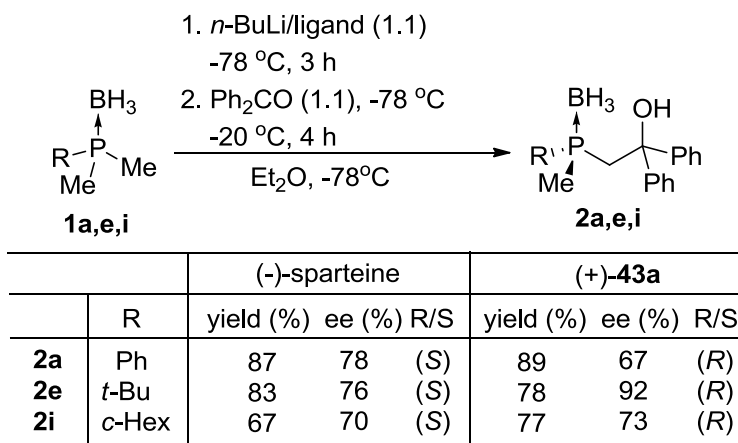 1. n-BuLi/ligand (1.1)
-78 °C, 3 h
2. Ph₂CO (1.1), -78 °C
-20 °C, 4 h
Et₂O, -78°C
BH₃
R P Me
Me
1a,e,i
BH₃ OH
R P Ph
Me Ph
2a,e,i
(-)-sparteine (+)-43a
R yield (%) ee (%) R/S yield (%) ee (%) R/S
2a Ph 87 78 (S) 89 67 (R)
2e t-Bu 83 76 (S) 78 92 (R)
2i c-Hex 67 70 (S) 77 73 (R)